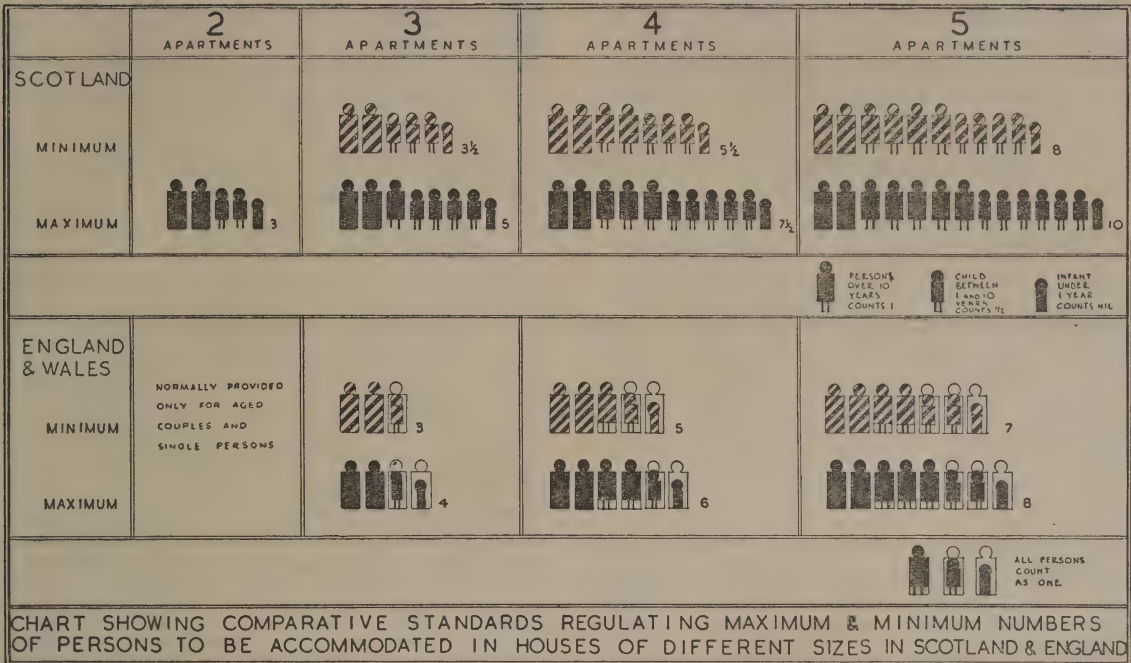 2 3 4 5
APARTMENTS APARTMENTS APARTMENTS APARTMENTS
SCOTLAND
MINIMUM 3½ 5½ 8
MAXIMUM 3 5 7½ 10
PERSONS
OVER 10
YEARS
COUNTS 1
CHILD
BETWEEN
1 AND 10
YEARS
COUNTS ½
INFANT
UNDER
1 YEAR
COUNTS NIL
ENGLAND
& WALES
NORMALLY PROVIDED
ONLY FOR AGED
COUPLES AND
SINGLE PERSONS
MINIMUM 3 5 7
MAXIMUM 4 6 8
ALL PERSONS
COUNT
AS ONE
CHART SHOWING COMPARATIVE STANDARDS REGULATING MAXIMUM & MINIMUM NUMBERS
OF PERSONS TO BE ACCOMMODATED IN HOUSES OF DIFFERENT SIZES IN SCOTLAND & ENGLAND